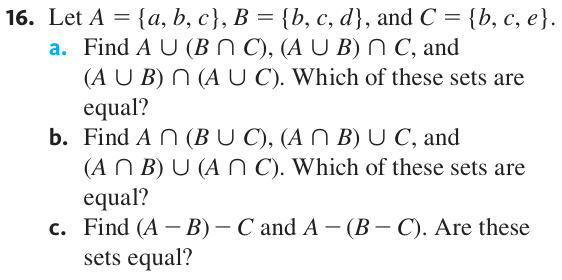 16. Let A = {a, b, c}, B = {b, c, d}, and C = {b, c, e}.
a. Find A ∪ (B ∩ C), (A ∪ B) ∩ C, and
(A ∪ B) ∩ (A ∪ C). Which of these sets are
equal?
b. Find A ∩ (B ∪ C), (A ∩ B) ∪ C, and
(A ∩ B) ∪ (A ∩ C). Which of these sets are
equal?
c. Find (A − B) − C and A − (B − C). Are these
sets equal?